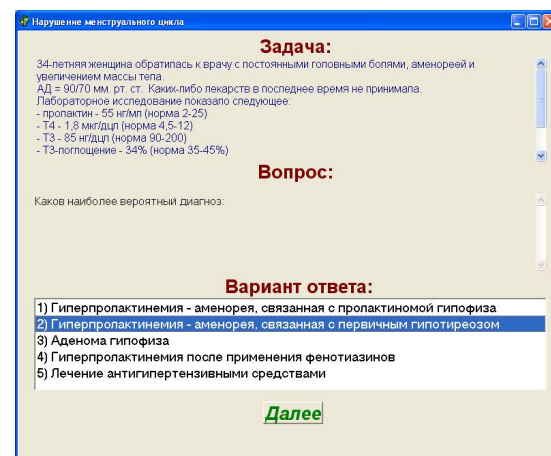 Нарушение менструального цикла
Задача:
34-летняя женщина обратилась к врачу с постоянными головными болями, аменореей и
увеличением массы тела.
АД = 90/70 мм. рт. ст. Каких-либо лекарств в последнее время не принимала.
Лабораторное исследование показало следующее:
- пролактин - 55 нг/мл (норма 2-25)
- Т4 - 1,8 мкг/дцл (норма 4,5-12)
- Т3 - 85 нг/дцл (норма 90-200)
- Т3-поглощение - 34% (норма 35-45%)
Вопрос:
Каков наиболее вероятный диагноз:
Вариант ответа:
1) Гиперпролактинемия - аменорея, связанная с пролактиномой гипофиза
2) Гиперпролактинемия - аменорея, связанная с первичным гипотиреозом
3) Аденома гипофиза
4) Гиперпролактинемия после применения фенотиазинов
5) Лечение антигипертензивными средствами
Далее